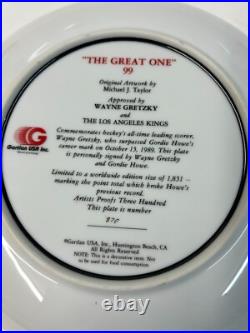 "THE GREAT ONE"
99
Original Artwork by
Michael J. Taylor
Approved by
WAYNE GRETZKY
and
THE LOS ANGELES KINGS
Commemorates hockey's all-time leading scorer,
Wayne Gretzky, who surpassed Gordie Howe's
career mark on October 15, 1989. This plate
is personally signed by Wayne Gretzky
and Gordie Howe.
Limited to a worldwide edition size of 1,851 –
marking the point total which broke Gordie Howe's
previous record.
Artists Proofs Three Hundred
This plate is number
©Gartlan USA, Inc., Huntington Beach, CA
All Rights Reserved
NOTE: This is a decorative item. Not
to be used for food consumption.
G
Gartlan USA Inc.